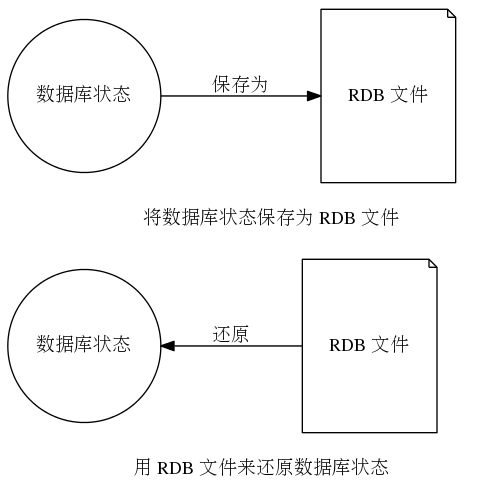 数据库状态
保存为
RDB 文件
将数据库状态保存为 RDB 文件
数据库状态
还原
RDB 文件
用 RDB 文件来还原数据库状态